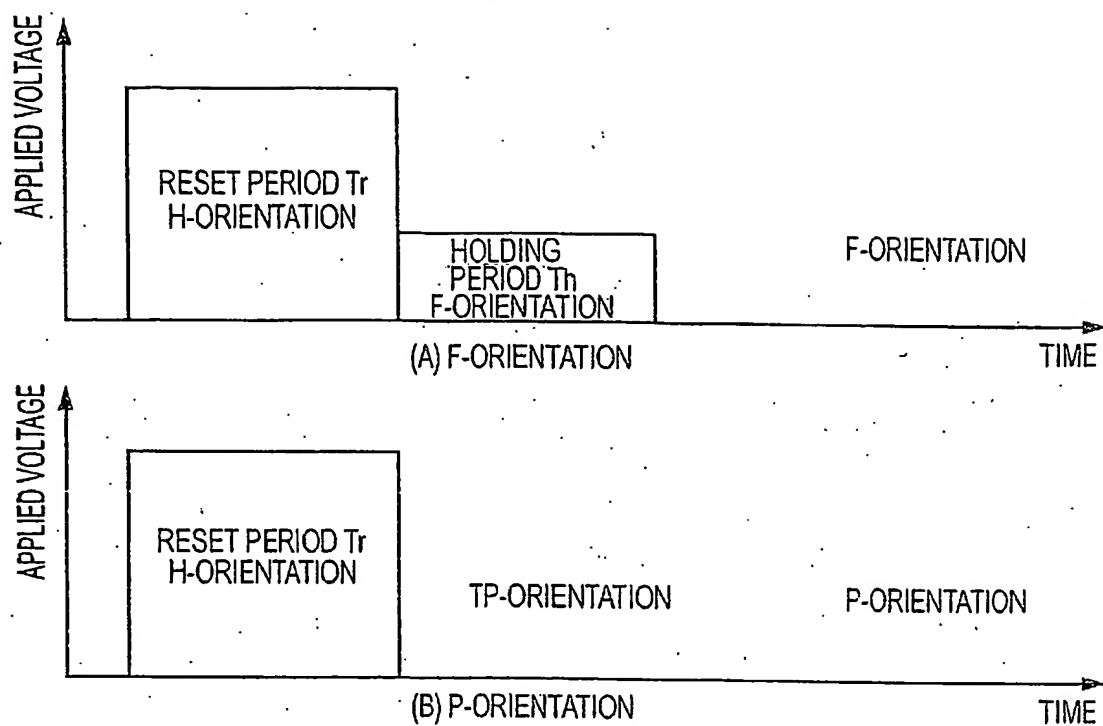 APPLIED VOLTAGE
RESET PERIOD Tr
H-ORIENTATION
HOLDING
PERIOD Th
F-ORIENTATION
F-ORIENTATION
(A) F-ORIENTATION
TIME
APPLIED VOLTAGE
RESET PERIOD Tr
H-ORIENTATION
TP-ORIENTATION
P-ORIENTATION
(B) P-ORIENTATION
TIME